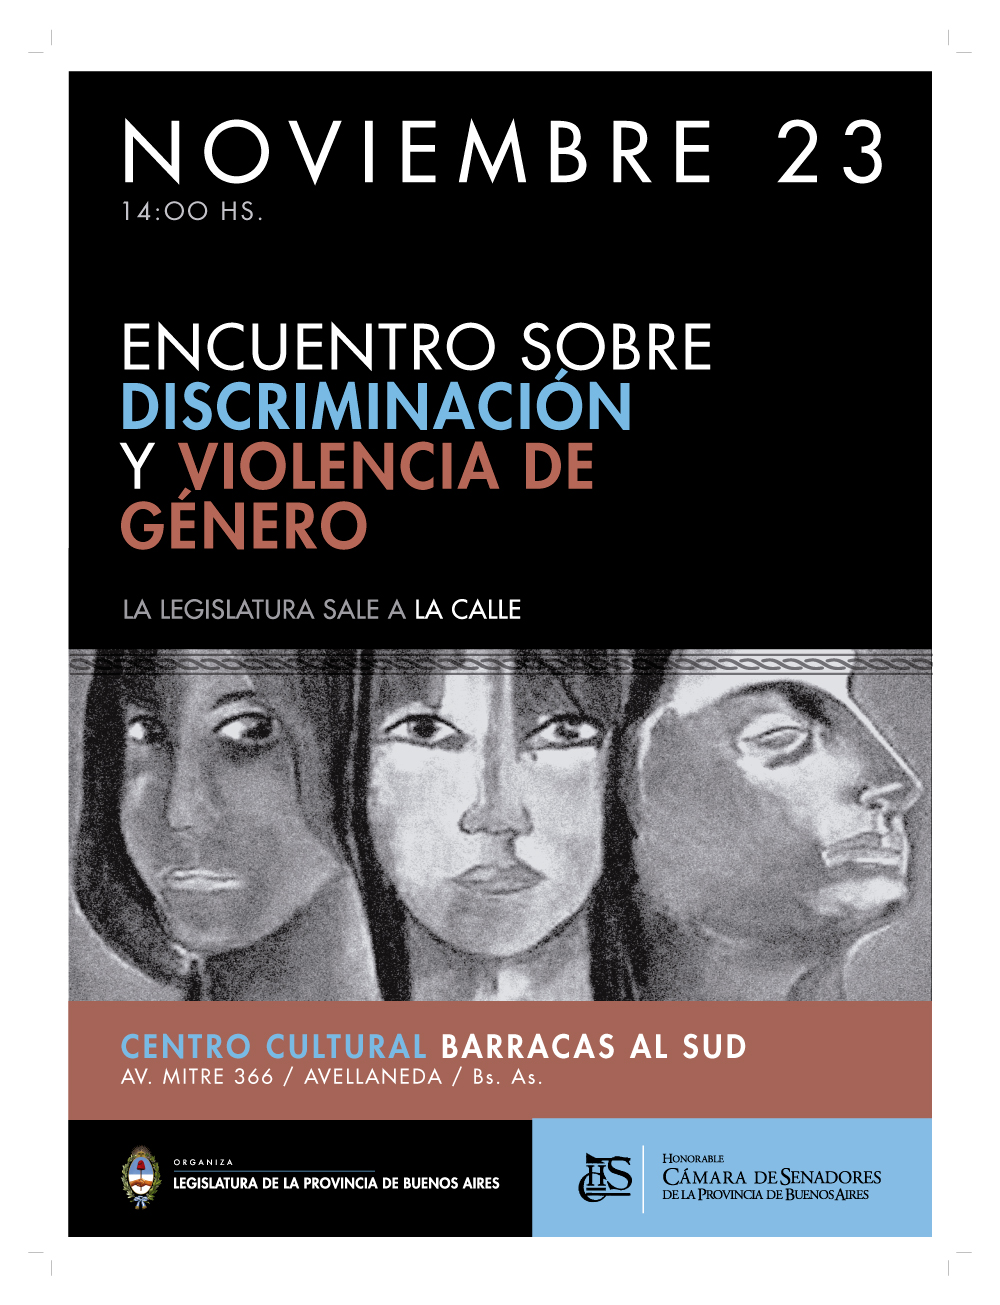 NOVIEMBRE 23
14:00 HS.
ENCUENTRO SOBRE
DISCRIMINACIÓN
Y VIOLENCIA DE
GÉNERO
LA LEGISLATURA SALE A LA CALLE
CENTRO CULTURAL BARRACAS AL SUD
AV. MITRE 366 / AVELLANEDA / Bs. As.
ORGANIZA
LEGISLATURA DE LA PROVINCIA DE BUENOS AIRES
HS
HONORABLE
CÁMARA DE SENADORES
DE LA PROVINCIA DE BUENOS AIRES